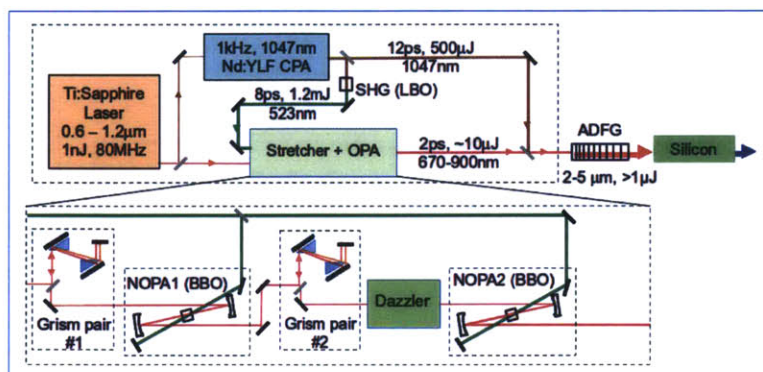 Ti:Sapphire
Laser
0.6 – 1.2μm
1nJ, 80MHz
1kHz, 1047nm
Nd:YLF CPA
12ps, 500μJ
1047nm
SHG (LBO)
8ps, 1.2mJ
523nm
Stretcher + OPA
2ps, ~10μJ
670-900nm
ADFG
2-5 μm, >1μJ
Silicon
Grism pair
#1
NOPA1 (BBO)
Grism pair
#2
Dazzler
NOPA2 (BBO)